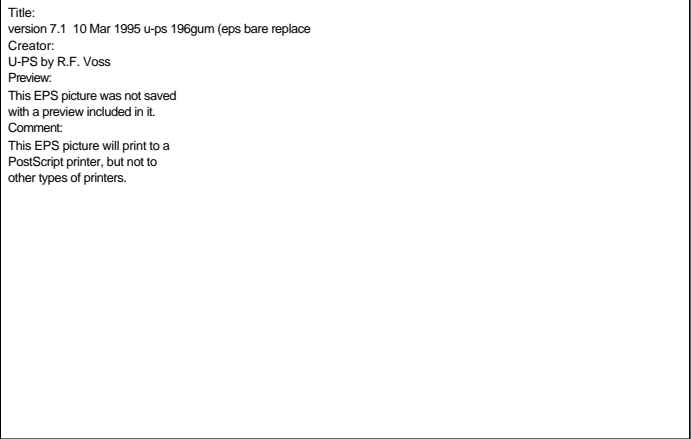 Title:
version 7.1  10 Mar 1995 u-ps 196gum (eps bare replace
Creator:
U-PS by R.F. Voss
Preview:
This EPS picture was not saved
with a preview included in it.
Comment:
This EPS picture will print to a
PostScript printer, but not to
other types of printers.